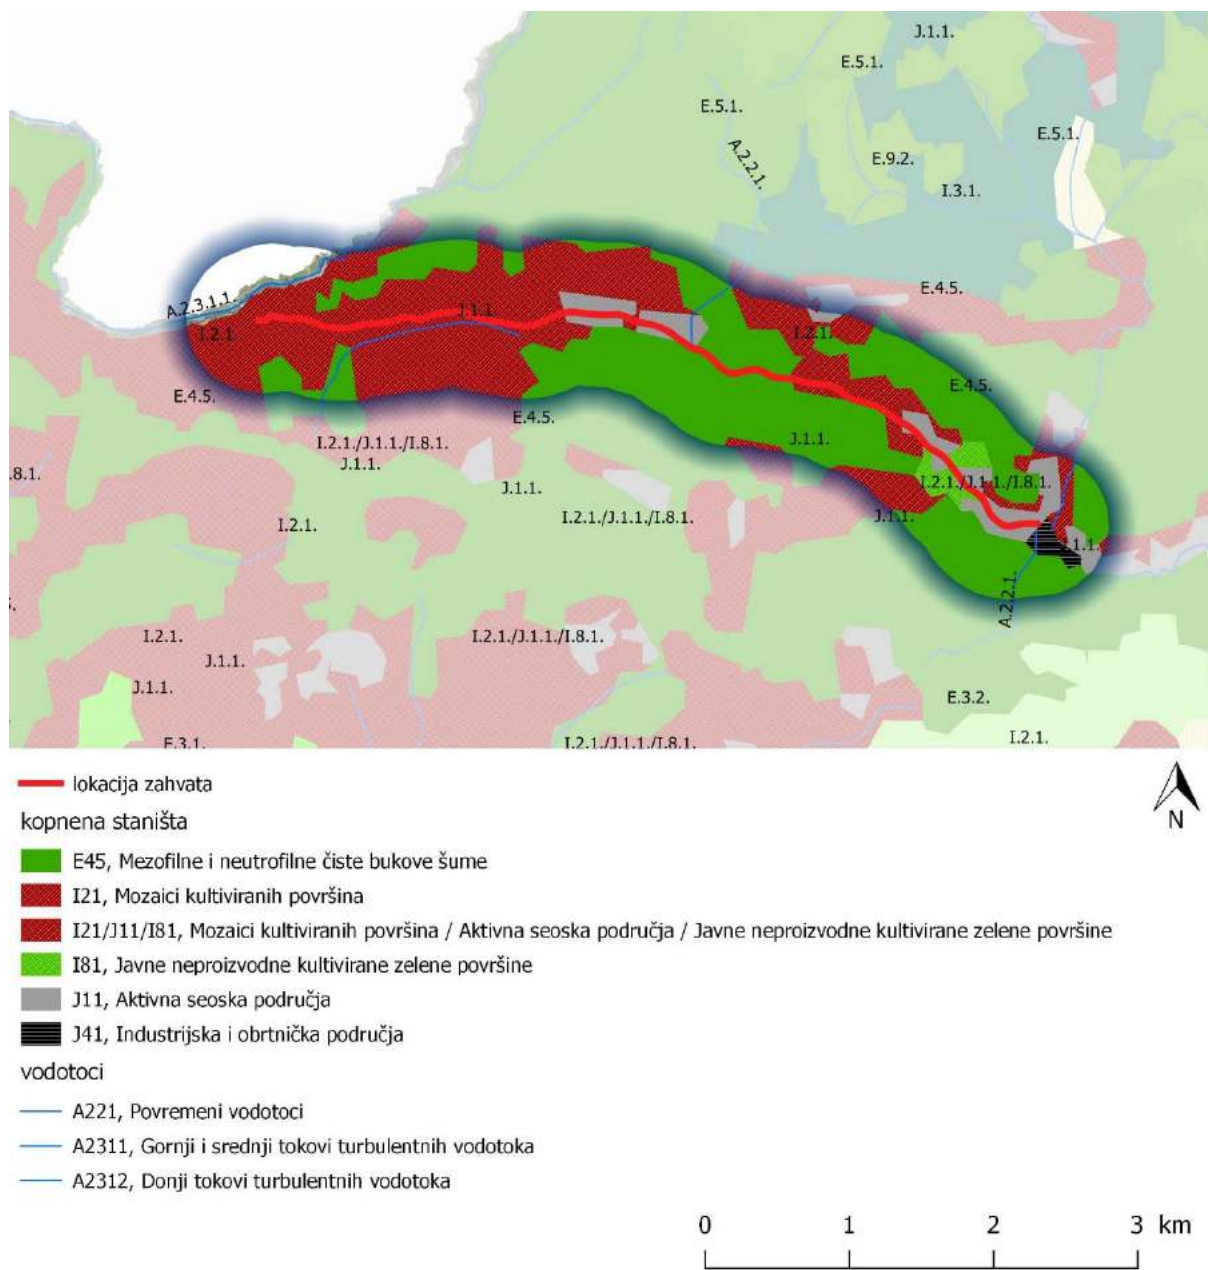 J.1.1.
E.5.1.
E.5.1.
E.5.1.
A.2.2.1.
E.9.2.
I.3.1.
E.4.5.
A.2.3.1.1.
I.2.1.
J.1.1
I.2.1.
E.4.5.
E.4.5.
E.4.5.
I.2.1./J.1.1./I.8.1.
J.1.1.
J.1.1.
.8.1.
J.1.1.
I.2.1./J.1.1./I.8.1.
I.2.1.
I.2.1./J.1.1./I.8.1.
J.1.1.
.1.1.
A.2.2.1.
I.2.1.
I.2.1./J.1.1./I.8.1.
J.1.1.
J.1.1.
E.3.2.
E.3.1.
I.2.1./J.1.1./I.8.1.
I.2.1.
lokacija zahvata
N
kopnena staništa
E45, Mezofilne i neutrofilne čiste bukove šume
I21, Mozaici kultiviranih površina
I21/J11/I81, Mozaici kultiviranih površina / Aktivna seoska područja / Javne neproizvodne kultivirane zelene površine
I81, Javne neproizvodne kultivirane zelene površine
J11, Aktivna seoska područja
J41, Industrijska i obrtnička područja
vodotoci
A221, Povremeni vodotoci
A2311, Gornji i srednji tokovi turbulentnih vodotoka
A2312, Donji tokovi turbulentnih vodotoka
0 1 2 3 km